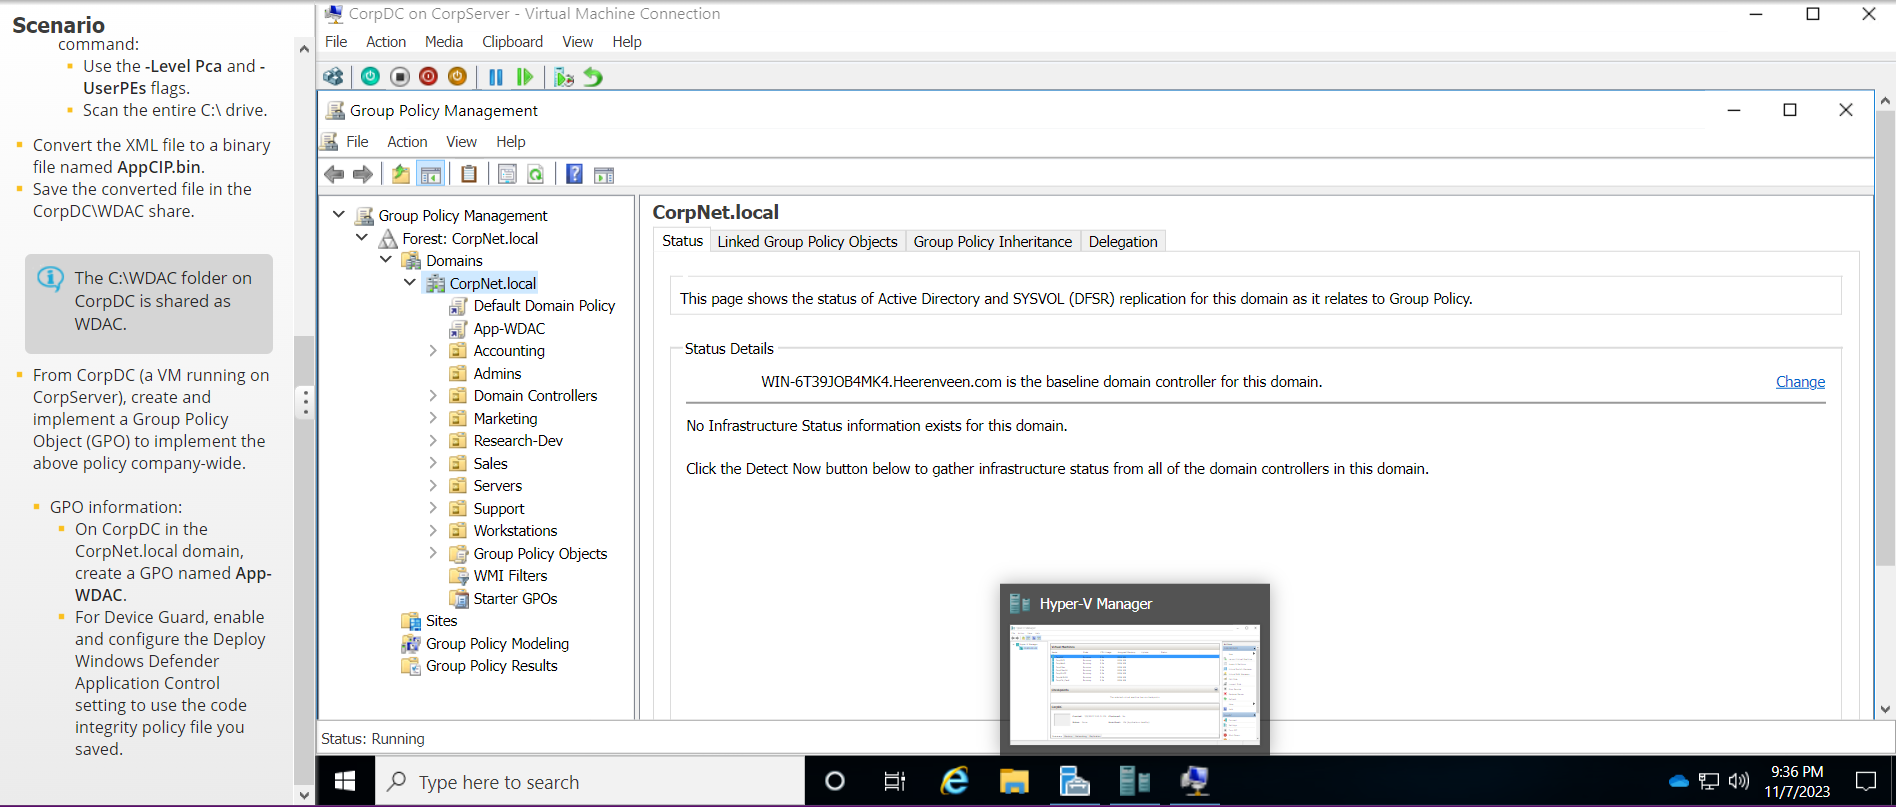 Scenario
command:
Use the -Level Pca and -
UserPEs flags.
Scan the entire C:\ drive.
Convert the XML file to a binary
file named AppCIP.bin.
Save the converted file in the
CorpDC\WDAC share.
The C:\WDAC folder on
CorpDC is shared as
WDAC.
From CorpDC (a VM running on
CorpServer), create and
implement a Group Policy
Object (GPO) to implement the
above policy company-wide.
GPO information:
On CorpDC in the
CorpNet.local domain,
create a GPO named App-
WDAC.
For Device Guard, enable
and configure the Deploy
Windows Defender
Application Control
setting to use the code
integrity policy file you
saved.
CorpDC on CorpServer - Virtual Machine Connection
File Action Media Clipboard View Help
Group Policy Management
File Action View Help
Group Policy Management
Forest: CorpNet.local
Domains
CorpNet.local
Default Domain Policy
App-WDAC
Accounting
Admins
Domain Controllers
Marketing
Research-Dev
Sales
Servers
Support
Workstations
Group Policy Objects
WMI Filters
Starter GPOs
Sites
Group Policy Modeling
Group Policy Results
CorpNet.local
Status Linked Group Policy Objects Group Policy Inheritance Delegation
This page shows the status of Active Directory and SYSVOL (DFSR) replication for this domain as it relates to Group Policy.
Status Details
WIN-6T39JOB4MK4.Heerenveen.com is the baseline domain controller for this domain.
Change
No Infrastructure Status information exists for this domain.
Click the Detect Now button below to gather infrastructure status from all of the domain controllers in this domain.
Hyper-V Manager
Status: Running
Type here to search
9:36 PM
11/7/2023